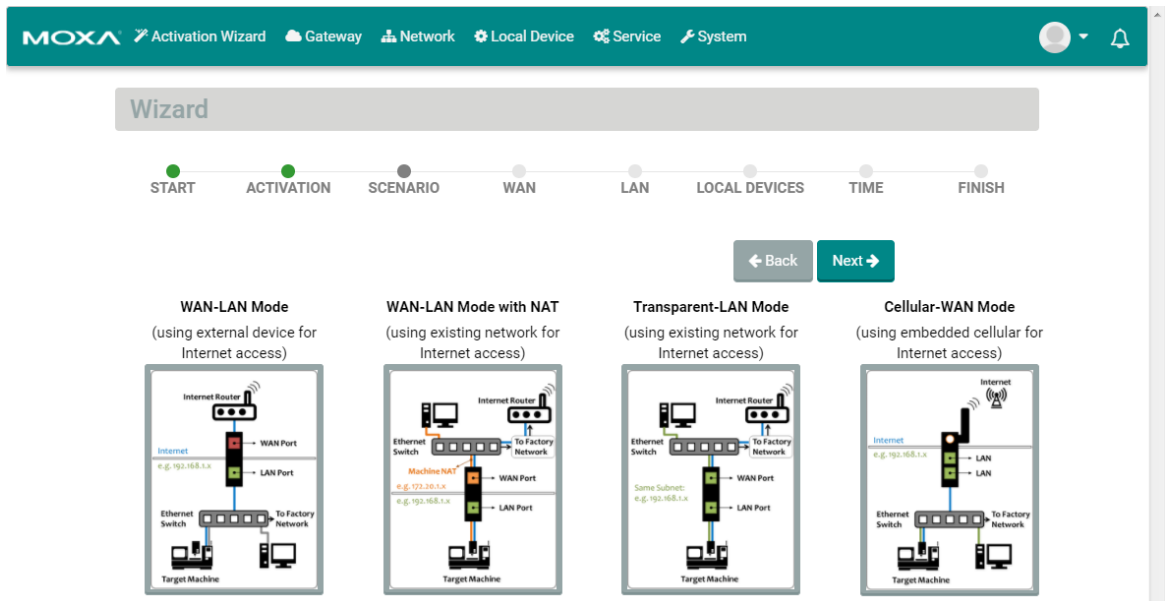 MOXA Activation Wizard Gateway Network Local Device Service System
Wizard
START ACTIVATION SCENARIO WAN LAN LOCAL DEVICES TIME FINISH
Back Next
WAN-LAN Mode
(using external device for
Internet access)
Internet Router
WAN Port
Internet
e.g. 192.168.1.x
LAN Port
Ethernet
Switch
To Factory
Network
Target Machine
WAN-LAN Mode with NAT
(using existing network for
Internet access)
Internet Router
Ethernet
Switch
To Factory
Network
Machine NAT
WAN Port
e.g. 172.20.1.x
e.g. 192.168.1.x
LAN Port
Target Machine
Transparent-LAN Mode
(using existing network for
Internet access)
Internet Router
Ethernet
Switch
To Factory
Network
WAN Port
Same Subnet:
e.g. 192.168.1.x
LAN Port
Target Machine
Cellular-WAN Mode
(using embedded cellular for
Internet access)
Internet
Internet
e.g. 192.168.1.x
LAN
LAN
Ethernet
Switch
To Factory
Network
Target Machine